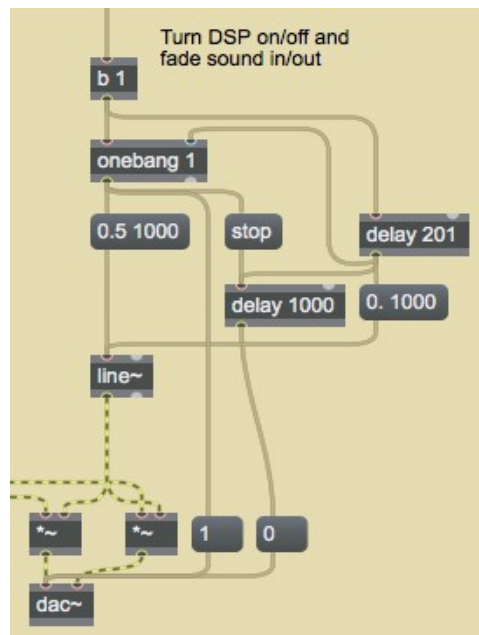 Turn DSP on/off and
fade sound in/out
b 1
onebang 1
0.5 1000
stop
delay 201
delay 1000
0. 1000
line~
*~
*~
1
0
dac~